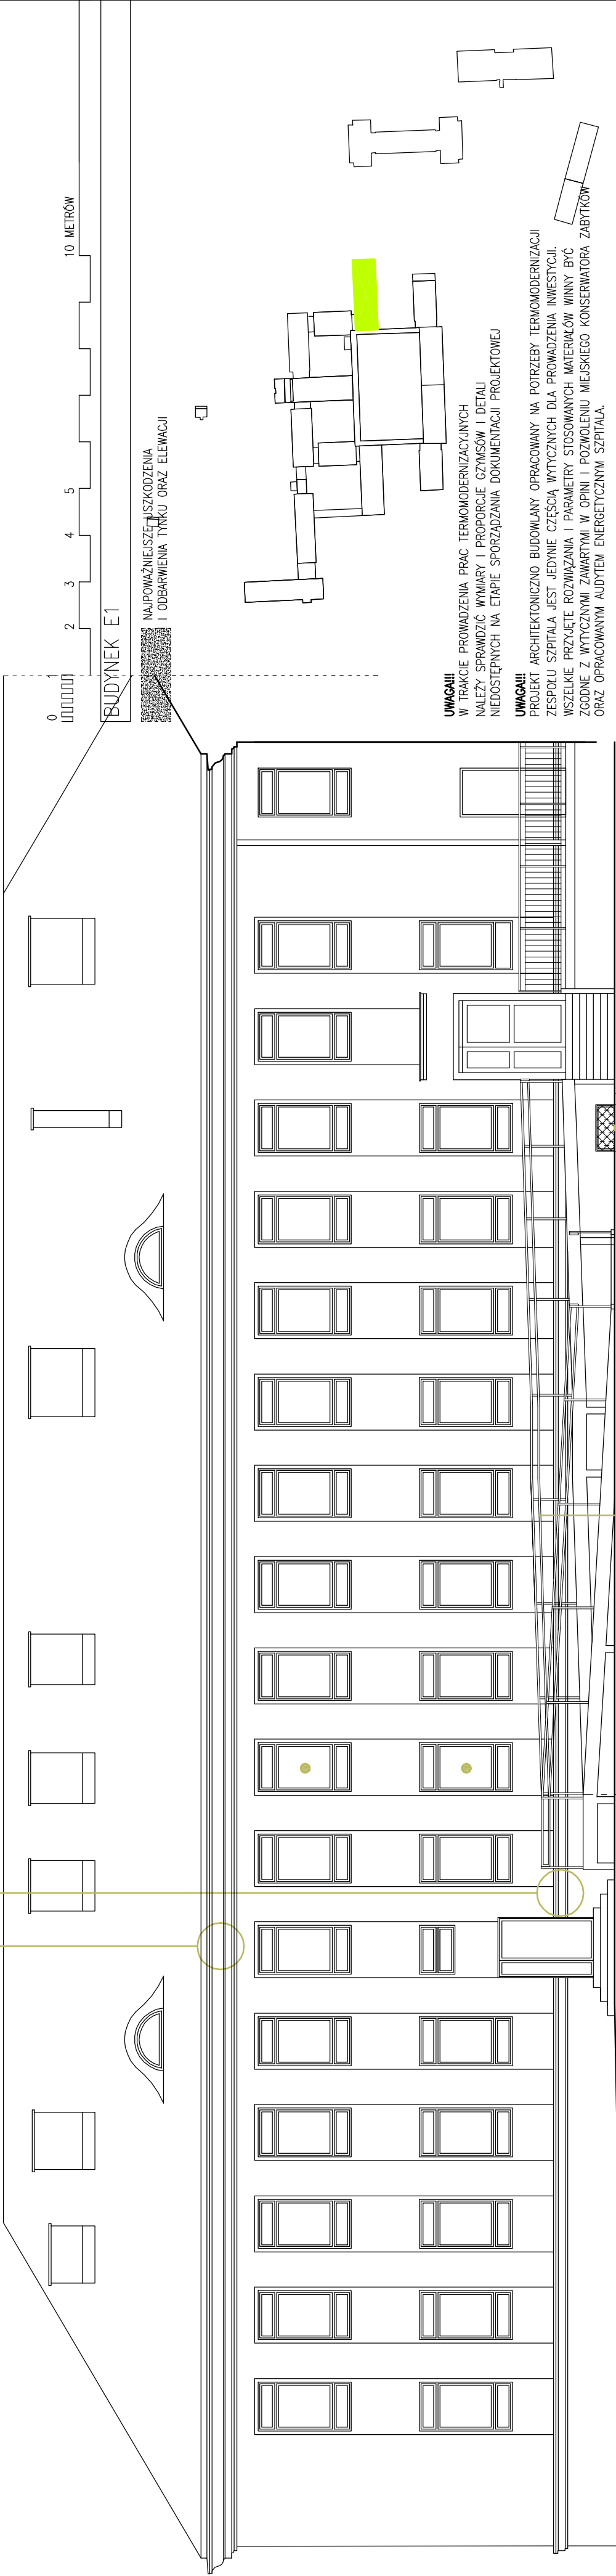 0 1 2 3 4 5 10 METRÓW
BUDYNEK E1
NAJPOWAŻNIEJSZE USZKODZENIA
I ODBARWIENIA TYNKU ORAZ ELEWACJI
UWAGA!!!
W TRAKCIE PROWADZENIA PRAC TERMOMODERNIZACYJNYCH
NALEŻY SPRAWDZIĆ WYMIARY I PROPORCJE GZYMSÓW I DETALI
NIEDOSTĘPNYCH NA ETAPIE SPORZĄDZANIA DOKUMENTACJI PROJEKTOWEJ
UWAGA!!!
PROJEKT ARCHITEKTONICZNO BUDOWLANY OPRACOWANY NA POTRZEBY TERMOMODERNIZACJI
ZESPOŁU SZPITALA JEST JEDYNIE CZĘŚCIĄ WYTYCZNYCH DLA PROWADZENIA INWESTYCJI.
WSZELKIE PRZYJĘTE ROZWIĄZANIA I PARAMETRY STOSOWANYCH MATERIAŁÓW WINNY BYĆ
ZGODNE Z WYTYCZNYMI ZAWARTYMI W OPINI I POZWOLENIU MIEJSKIEGO KONSERWATORA ZABYTKÓW
ORAZ OPRACOWANYM AUDYTEM ENERGETYCZNYM SZPITALA.